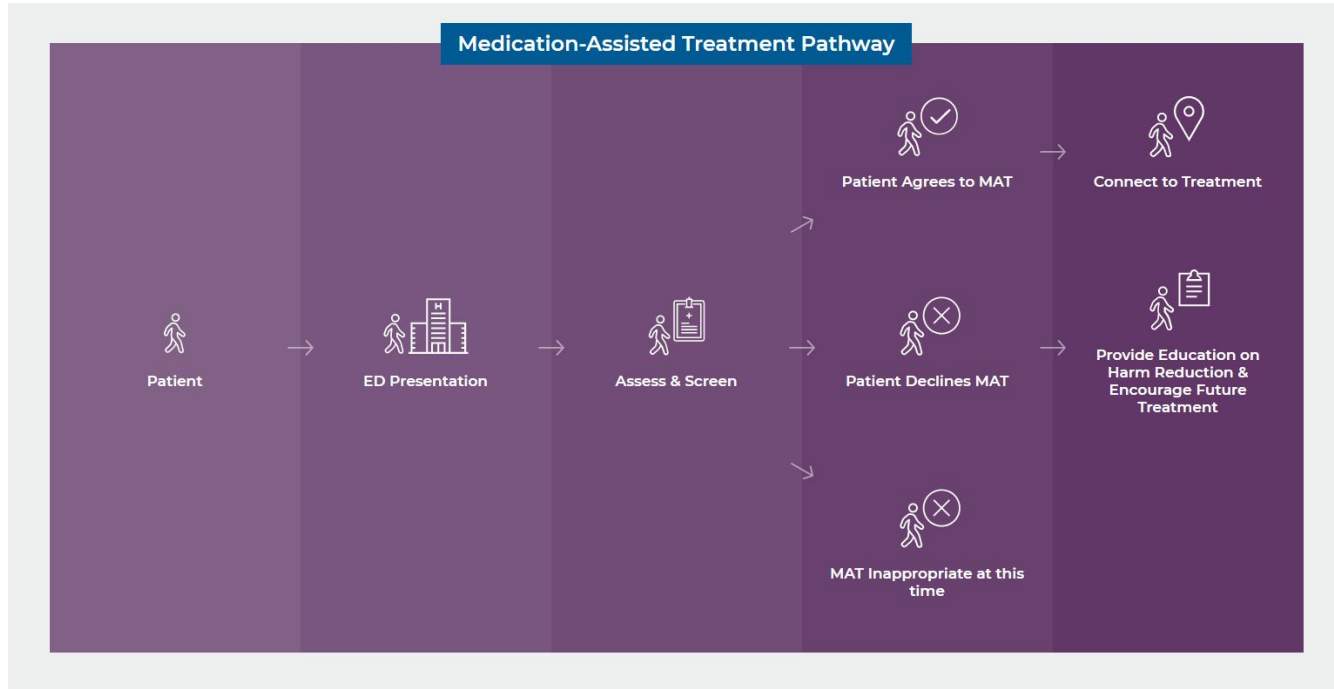 Medication-Assisted Treatment Pathway
Patient Agrees to MAT
Connect to Treatment
H
Patient
ED Presentation
Assess & Screen
Patient Declines MAT
Provide Education on
Harm Reduction &
Encourage Future
Treatment
MAT Inappropriate at this
time